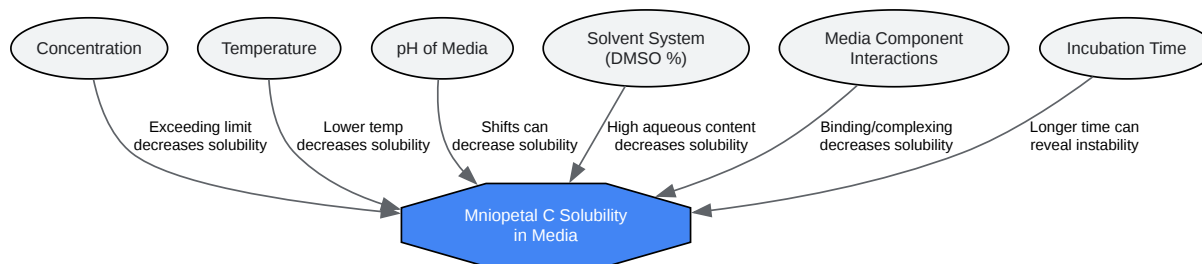 Concentration
Temperature
pH of Media
Solvent System
(DMSO %)
Media Component
Interactions
Incubation Time
Exceeding limit
decreases solubility
Lower temp
decreases solubility
Shifts can
decrease solubility
High aqueous content
decreases solubility
Binding/complexing
decreases solubility
Longer time can
reveal instability
Mniopetal C Solubility
in Media